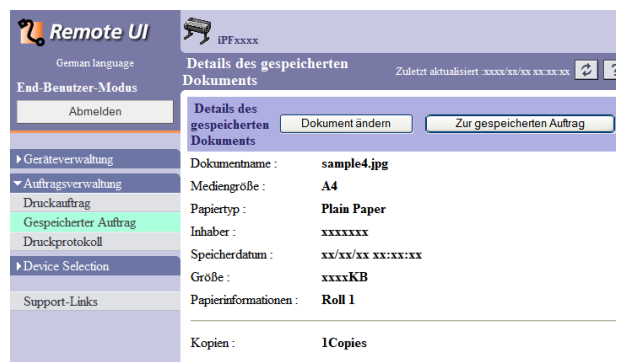 Remote UI
German language
End-Benutzer-Modus
Abmelden
Geräteverwaltung
Auftragsverwaltung
Druckauftrag
Gespeicherter Auftrag
Druckprotokoll
Device Selection
Support-Links
iPFxxxx
Details des gespeicherten
Dokuments
Zuletzt aktualisiert :xxxx/xx/xx xx:xx:xx
?
Details des
gespeicherten
Dokuments
Dokument ändern
Zur gespeicherten Auftrag
Dokumentname : sample4.jpg
Mediengröße : A4
Papiertyp : Plain Paper
Inhaber : xxxxxxx
Speicherdatum : xx/xx/xx xx:xx:xx
Größe : xxxxKB
Papierinformationen : Roll 1
Kopien : 1Copies